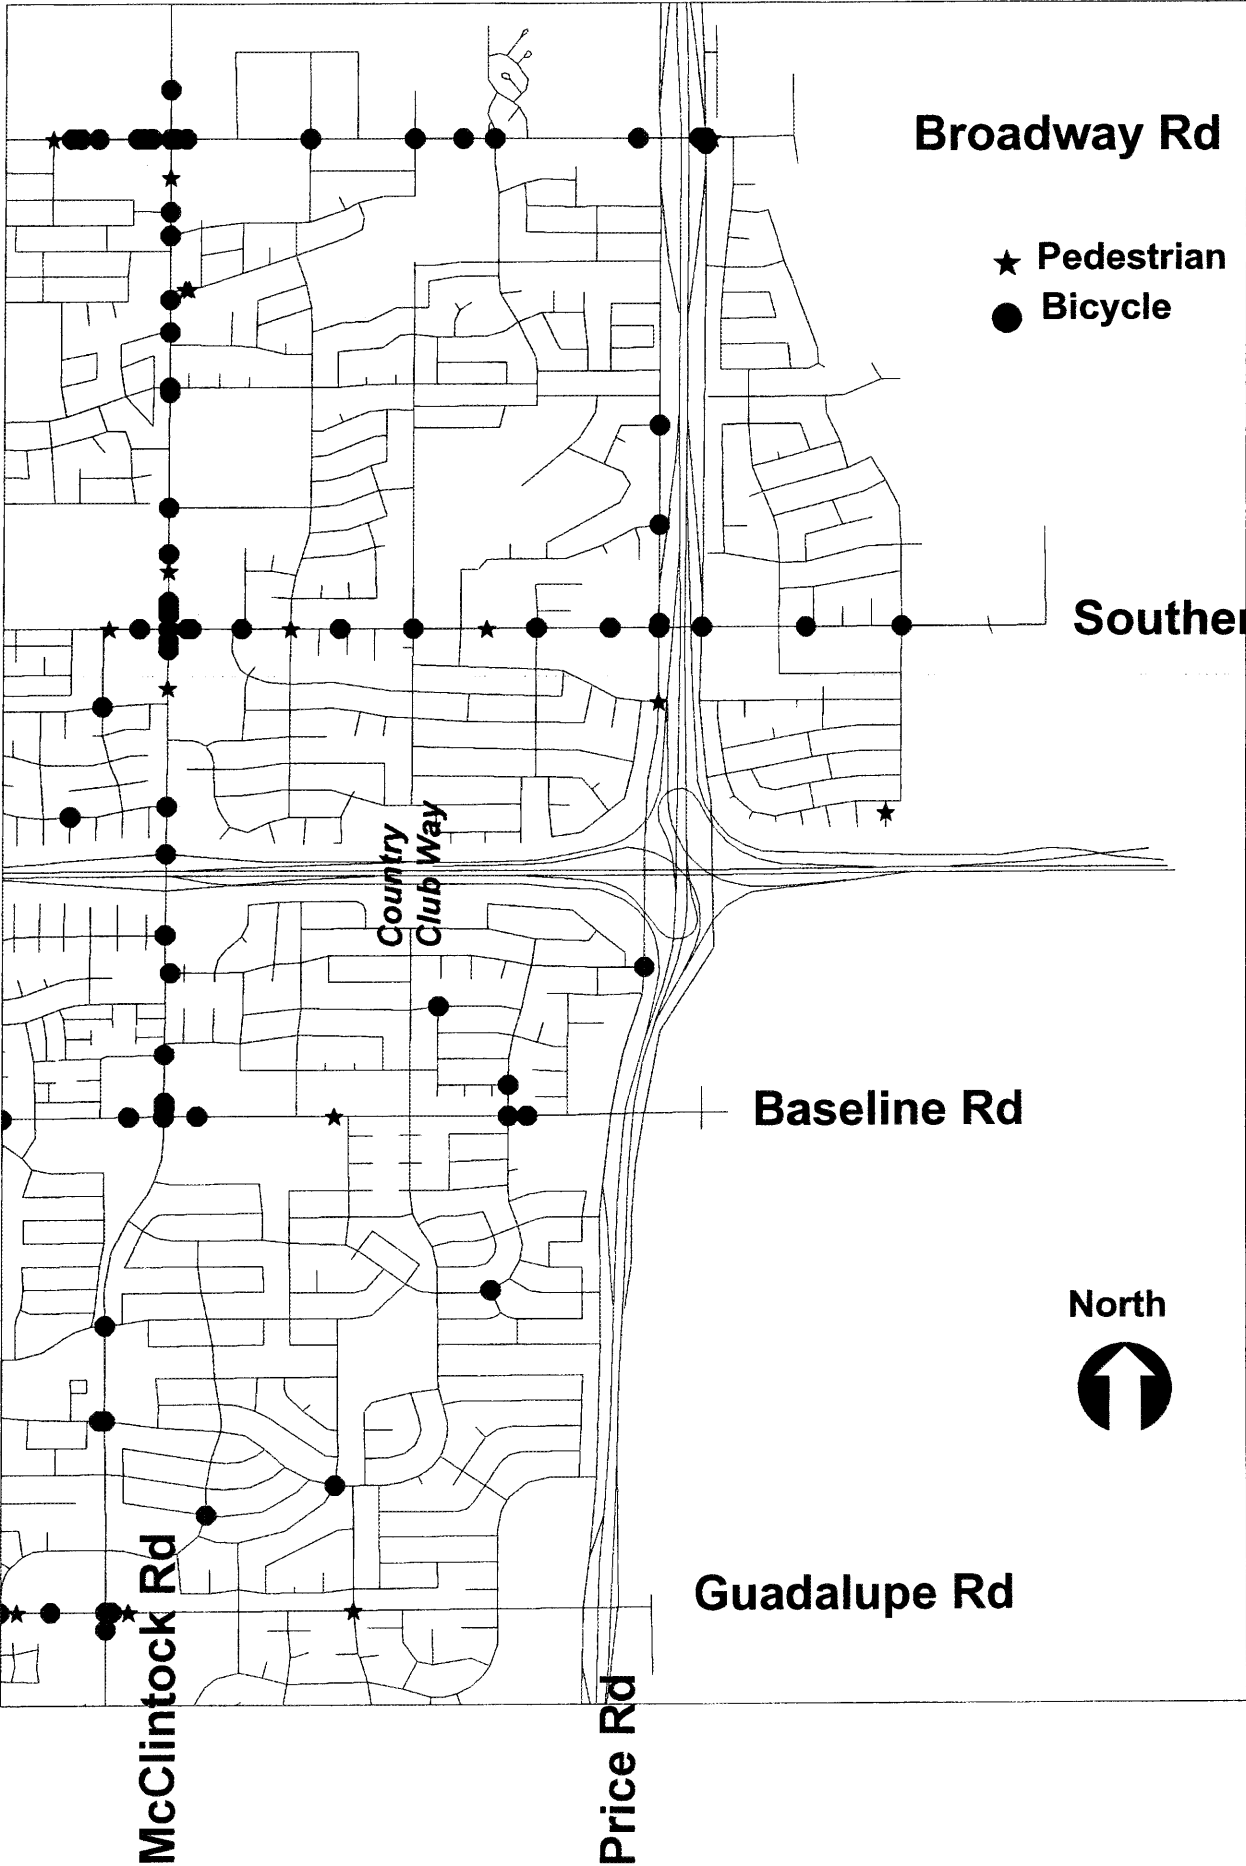 Broadway Rd
Pedestrian
Bicycle
Souther
Country
Club Way
Baseline Rd
North
Guadalupe Rd
McClintock Rd
Price Rd